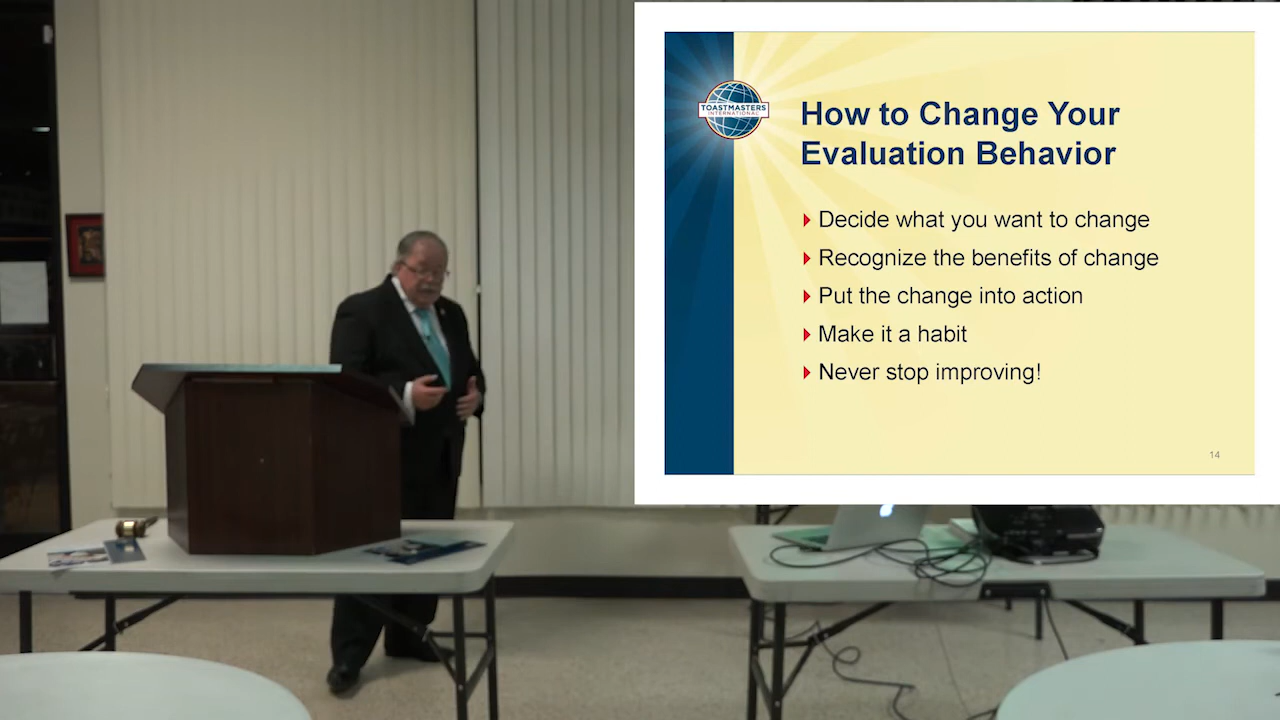 TOASTMASTERS
INTERNATIONAL
How to Change Your
Evaluation Behavior
Decide what you want to change
Recognize the benefits of change
Put the change into action
Make it a habit
Never stop improving!
14